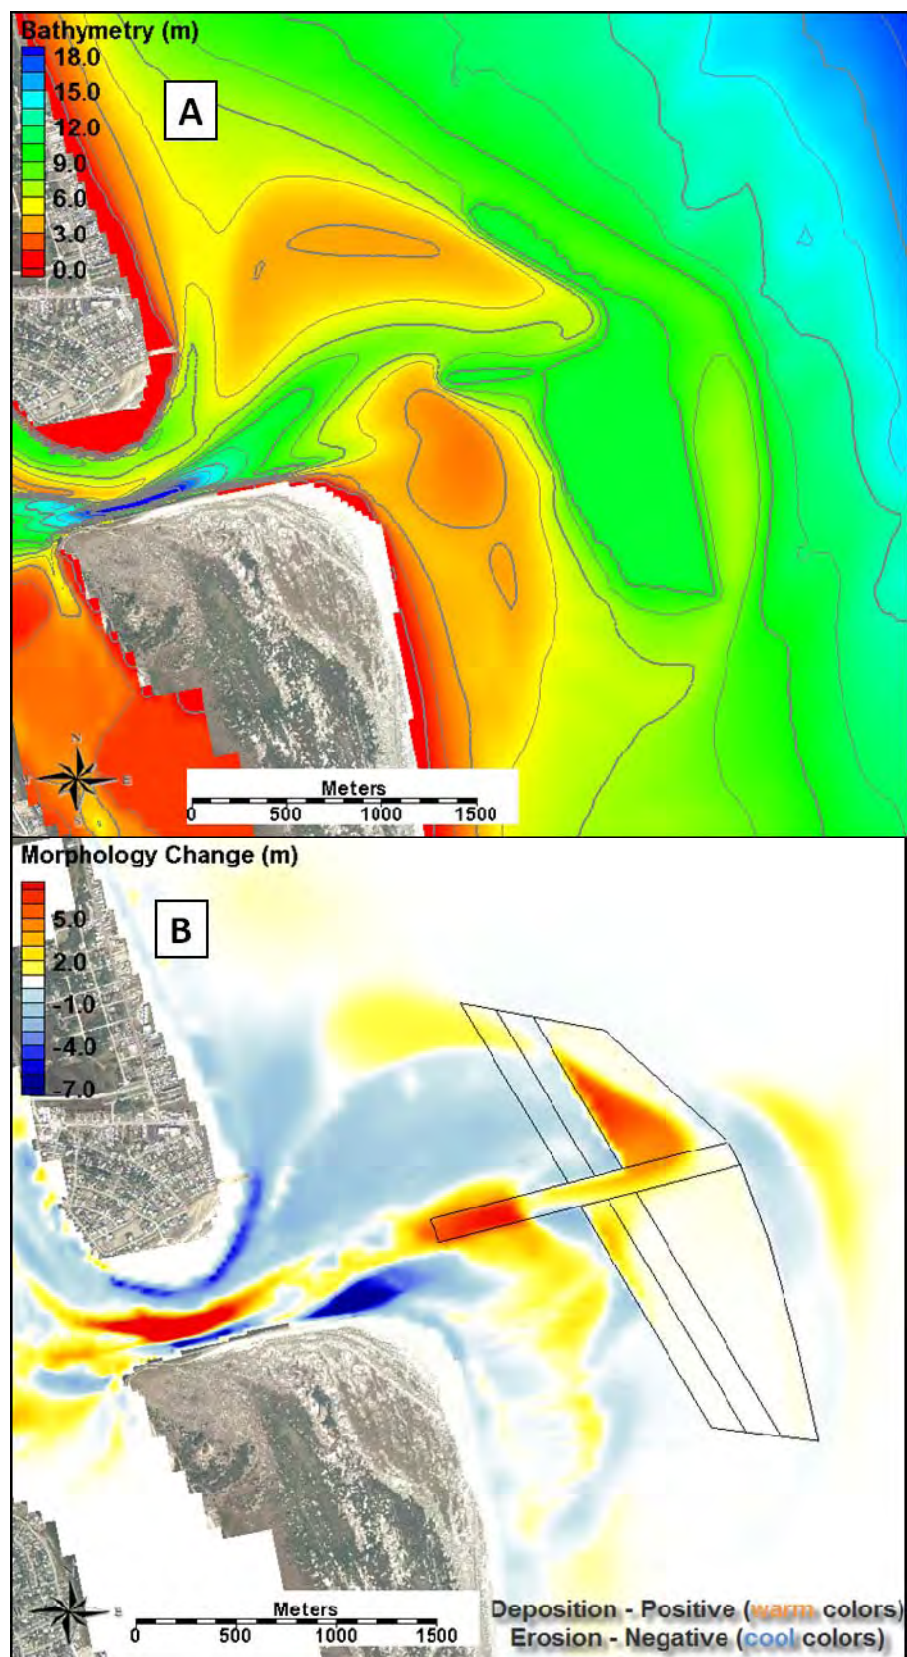 Bathymetry (m)
18.0
15.0
12.0
9.0
6.0
3.0
0.0
A
N
E
S
Meters
0 500 1000 1500
Morphology Change (m)
5.0
2.0
-1.0
-4.0
-7.0
B
E
Meters
0 500 1000 1500
Deposition - Positive (warm colors)
Erosion - Negative (cool colors)